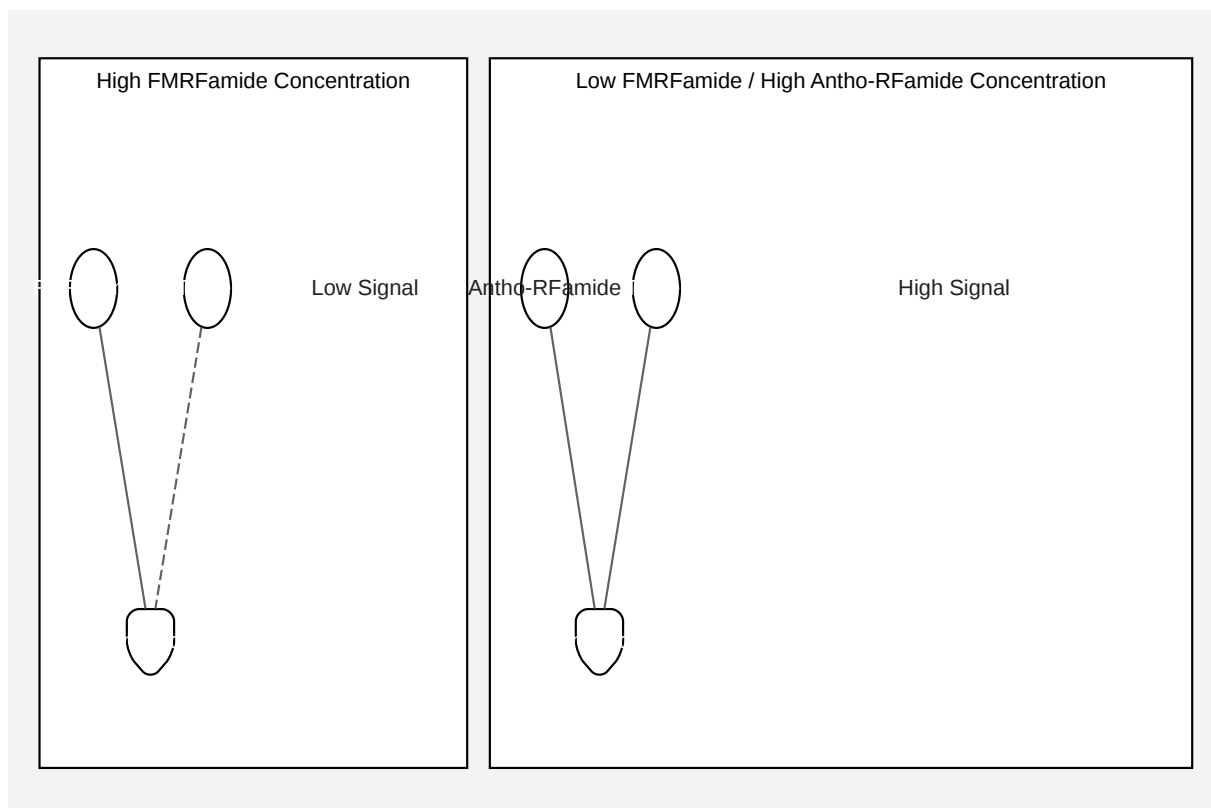 High FMRFamide Concentration
Low FMRFamide / High Antho-RFamide Concentration
Low Signal
Antho-RFamide
High Signal